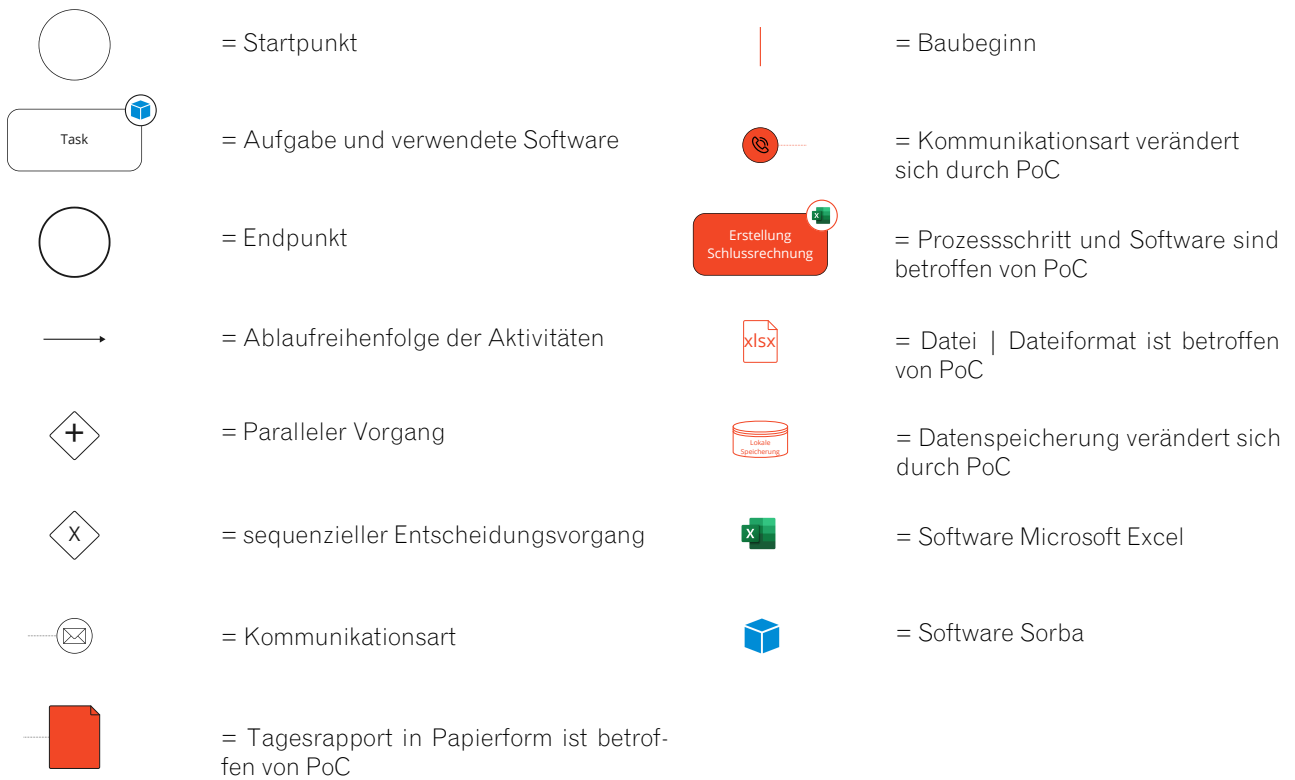 = Startpunkt
Task
= Aufgabe und verwendete Software
= Endpunkt
= Ablaufreihenfolge der Aktivitäten
= Paralleler Vorgang
X
= sequenzieller Entscheidungsvorgang
= Kommunikationsart
= Tagesrapport in Papierform ist betrof-
fen von PoC
= Baubeginn
= Kommunikationsart verändert
sich durch PoC
X
Erstellung
Schlussrechnung
= Prozessschritt und Software sind
betroffen von PoC
xlsx
= Datei | Dateiformat ist betroffen
von PoC
Lokale
Speicherung
= Datenspeicherung verändert sich
durch PoC
X
= Software Microsoft Excel
= Software Sorba